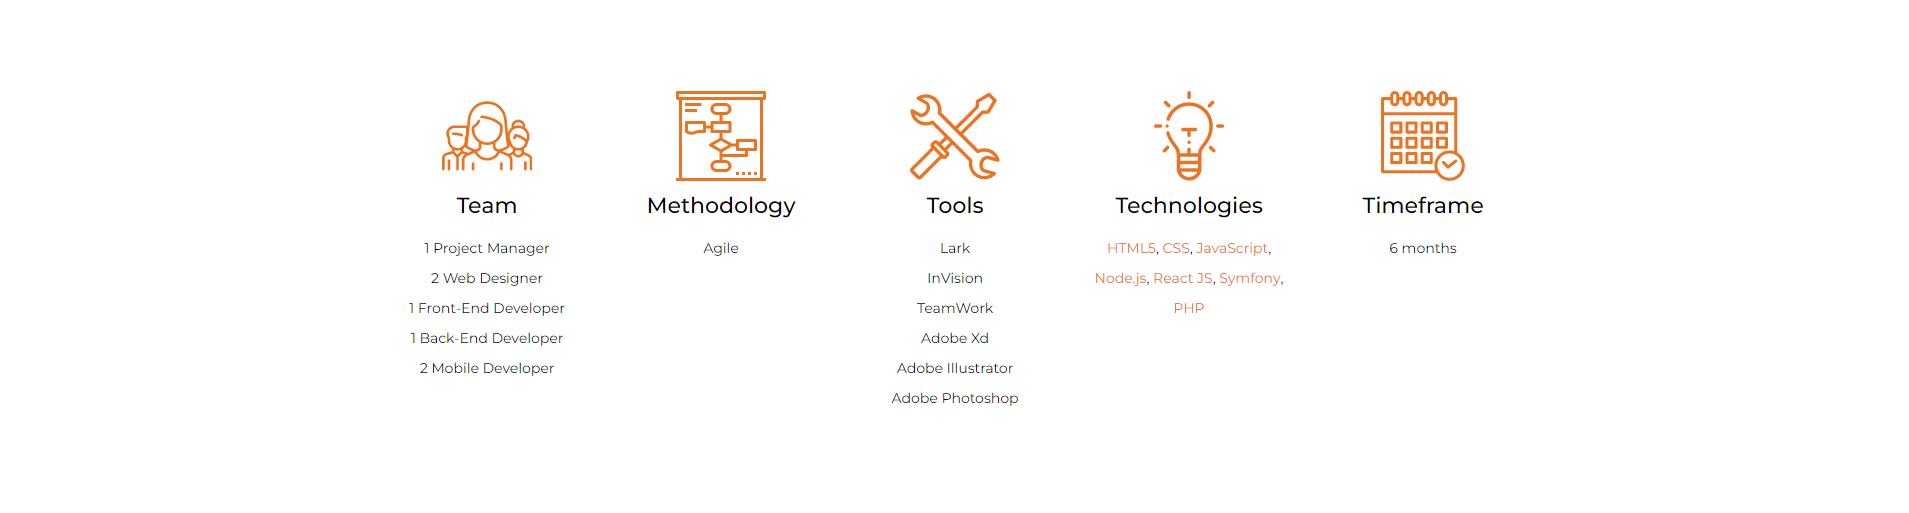 Team
1 Project Manager
2 Web Designer
1 Front-End Developer
1 Back-End Developer
2 Mobile Developer
Methodology
Agile
Tools
Lark
InVision
TeamWork
Adobe Xd
Adobe Illustrator
Adobe Photoshop
Technologies
HTML5, CSS, JavaScript,
Node.js, React JS, Symfony,
PHP
Timeframe
6 months